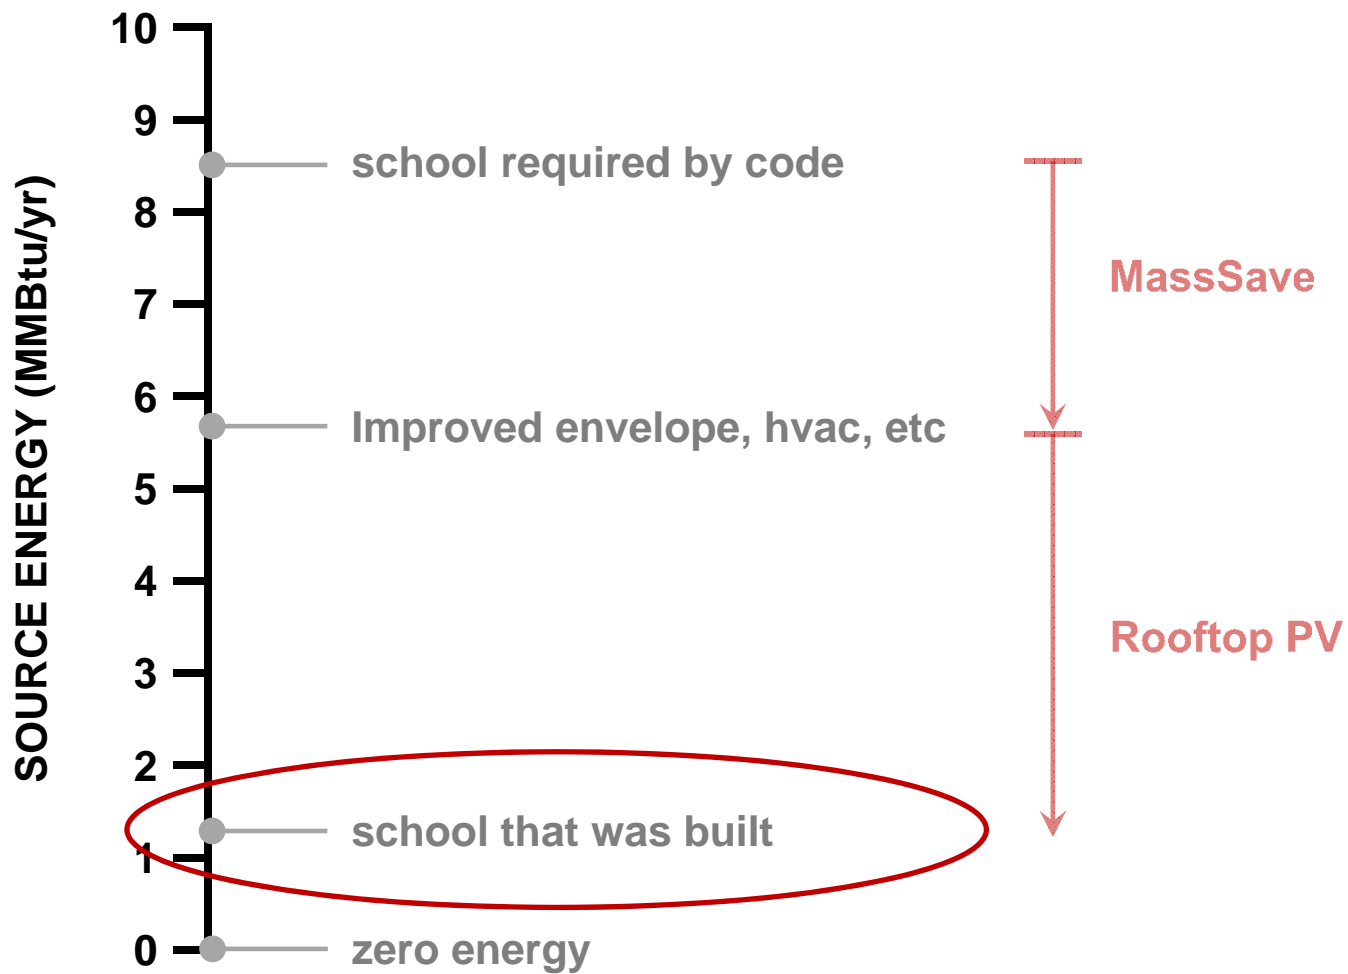 SOURCE ENERGY (MMBtu/yr)
10
9
school required by code
8
MassSave
7
6
Improved envelope, hvac, etc
5
4
Rooftop PV
3
2
school that was built
1
0
zero energy